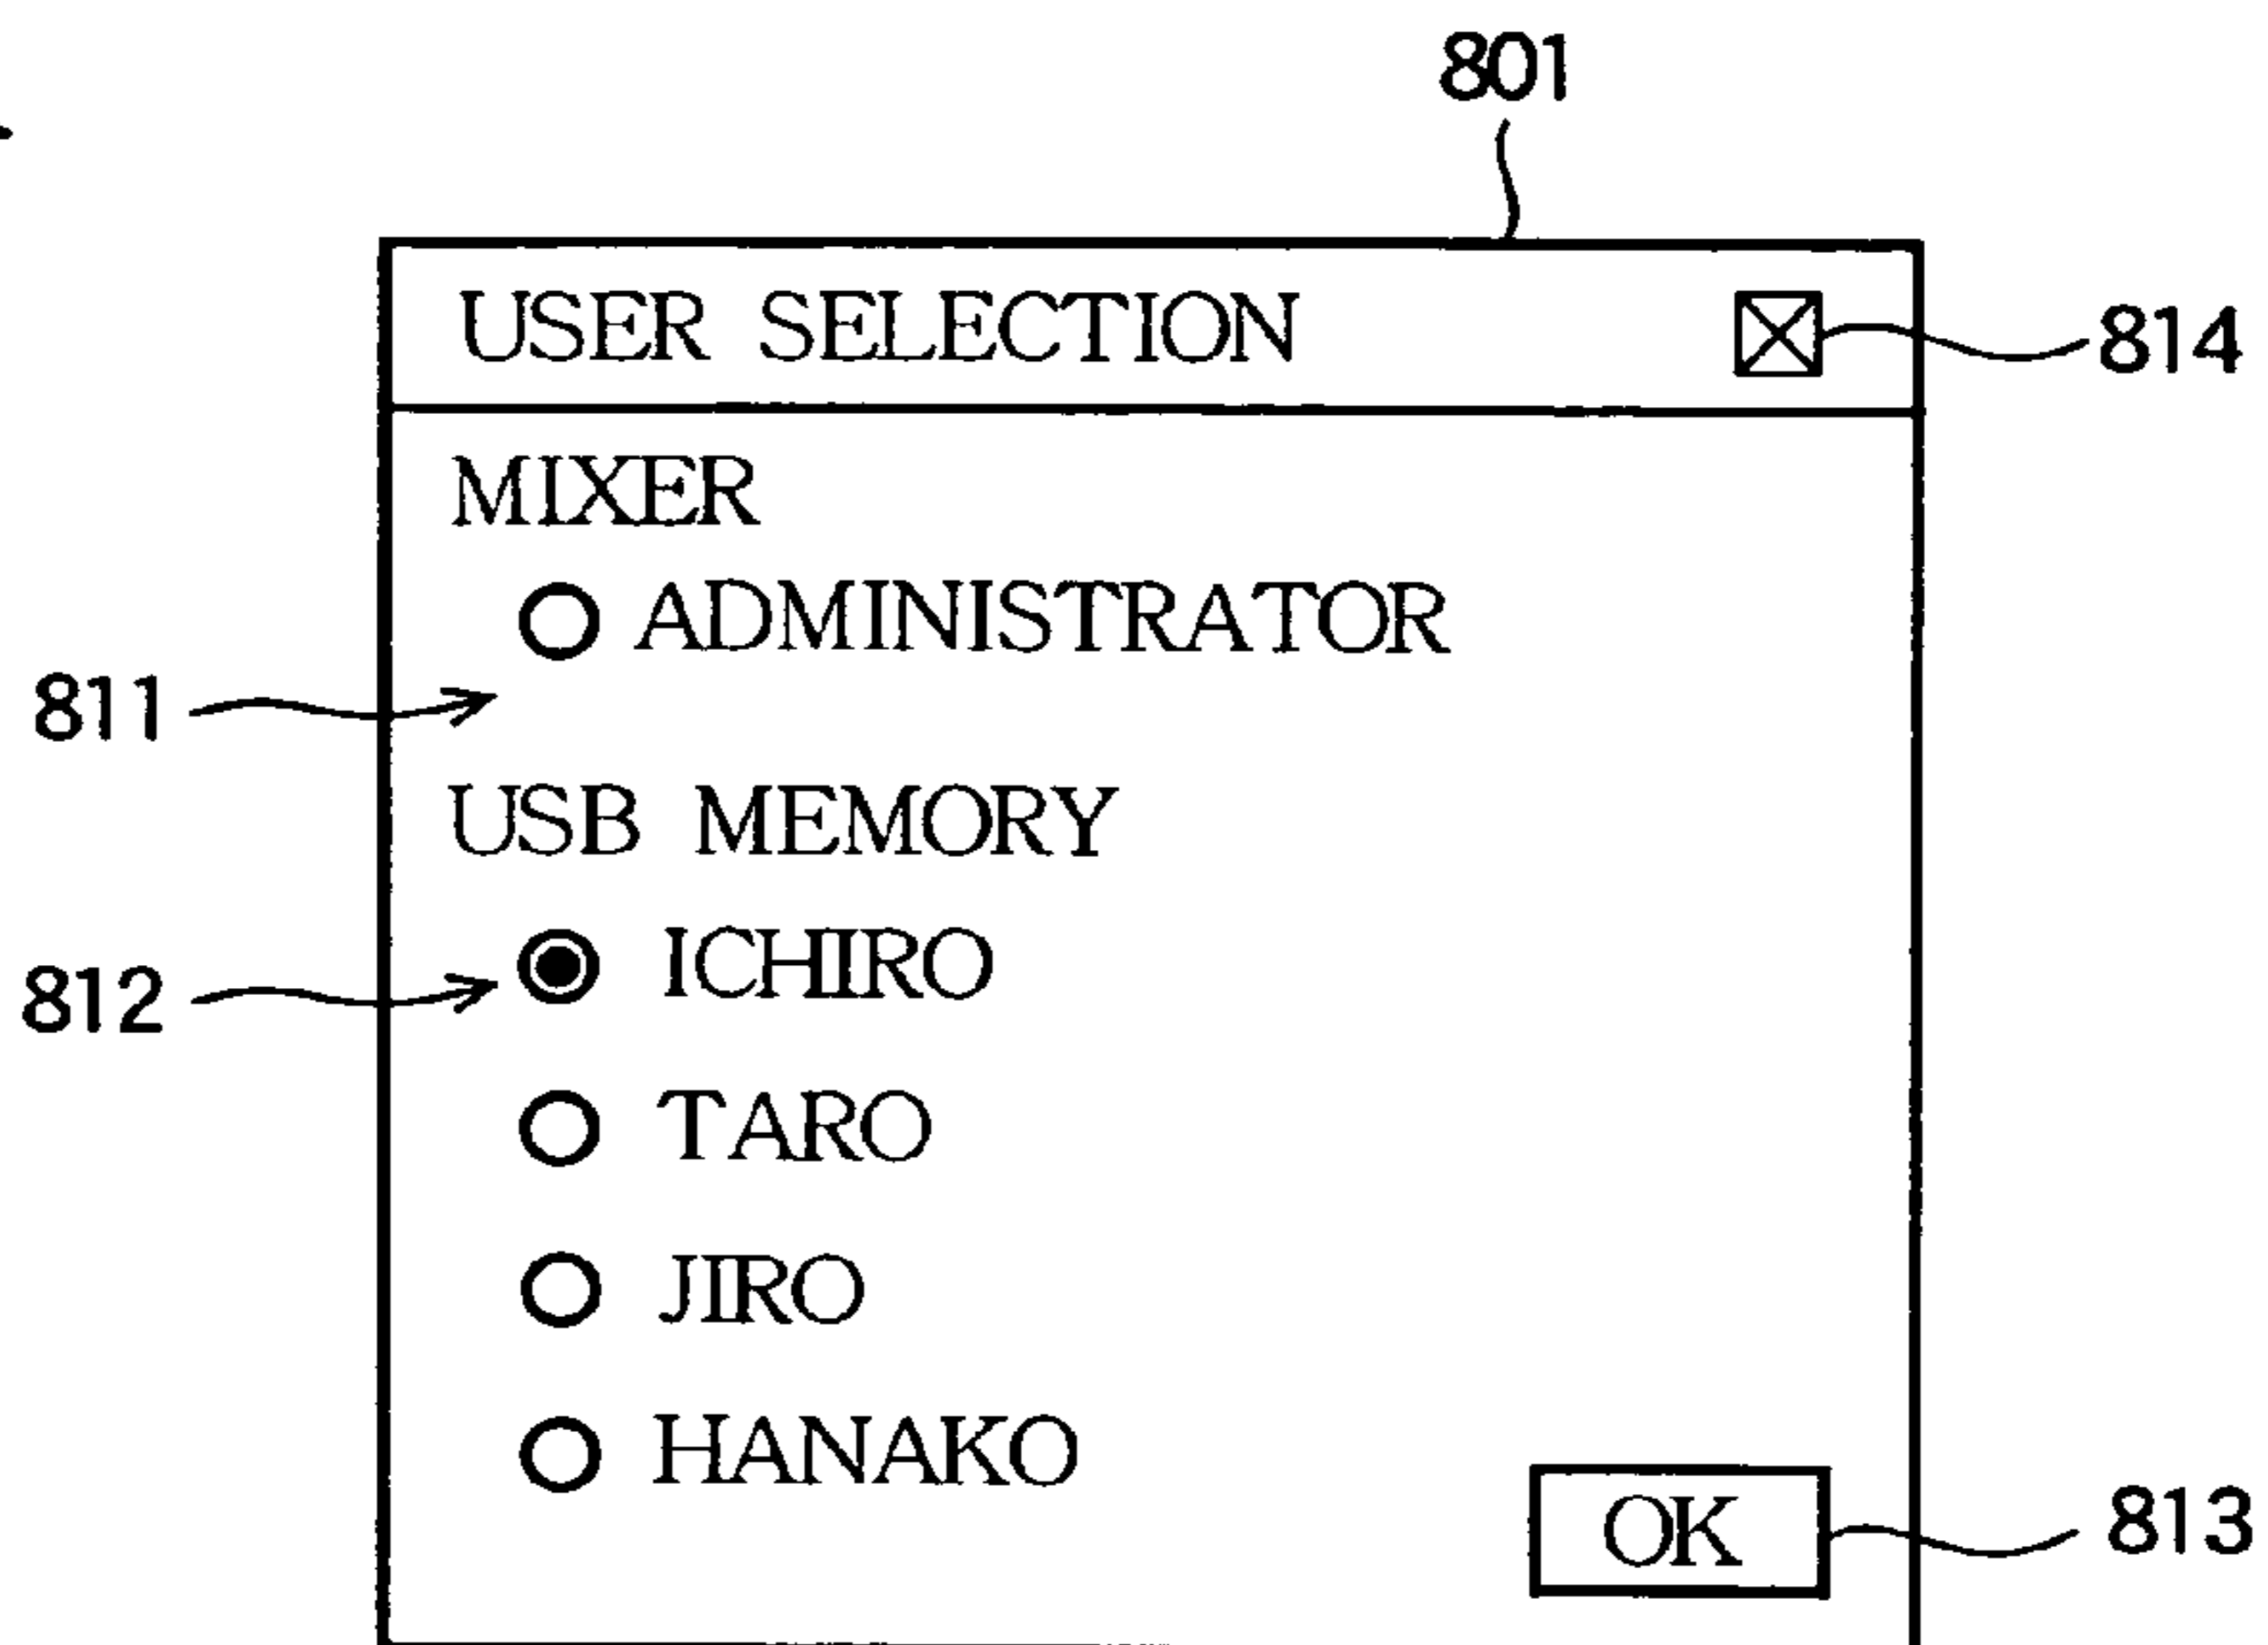 801
USER SELECTION
814
MIXER
ADMINISTRATOR
811
USB MEMORY
ICHIRO
812
TARO
JIRO
HANAKO
OK
813